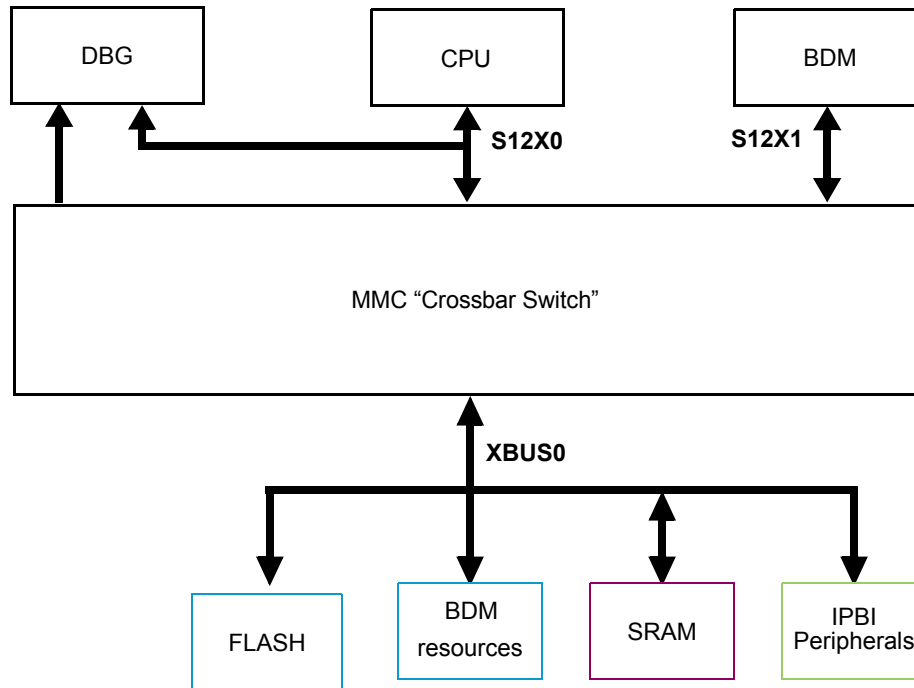 DBG
CPU
BDM
S12X0
S12X1
MMC “Crossbar Switch”
XBUS0
FLASH
BDM
resources
SRAM
IPBI
Peripherals